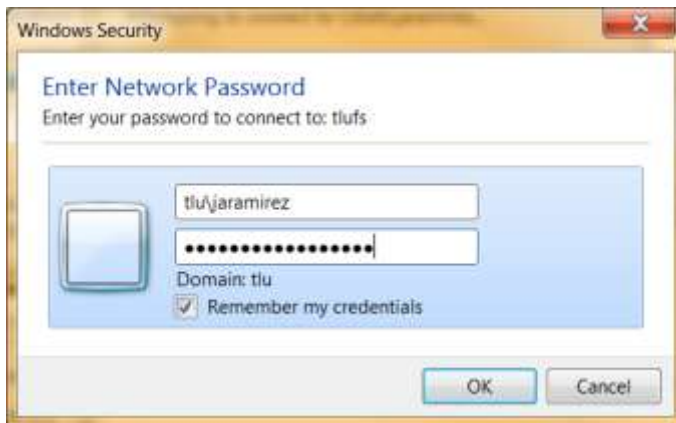 Windows Security
Enter Network Password
Enter your password to connect to: tlufs
tlu\jaramirez
•••••••••••••••••
Domain: tlu
Remember my credentials
OK
Cancel